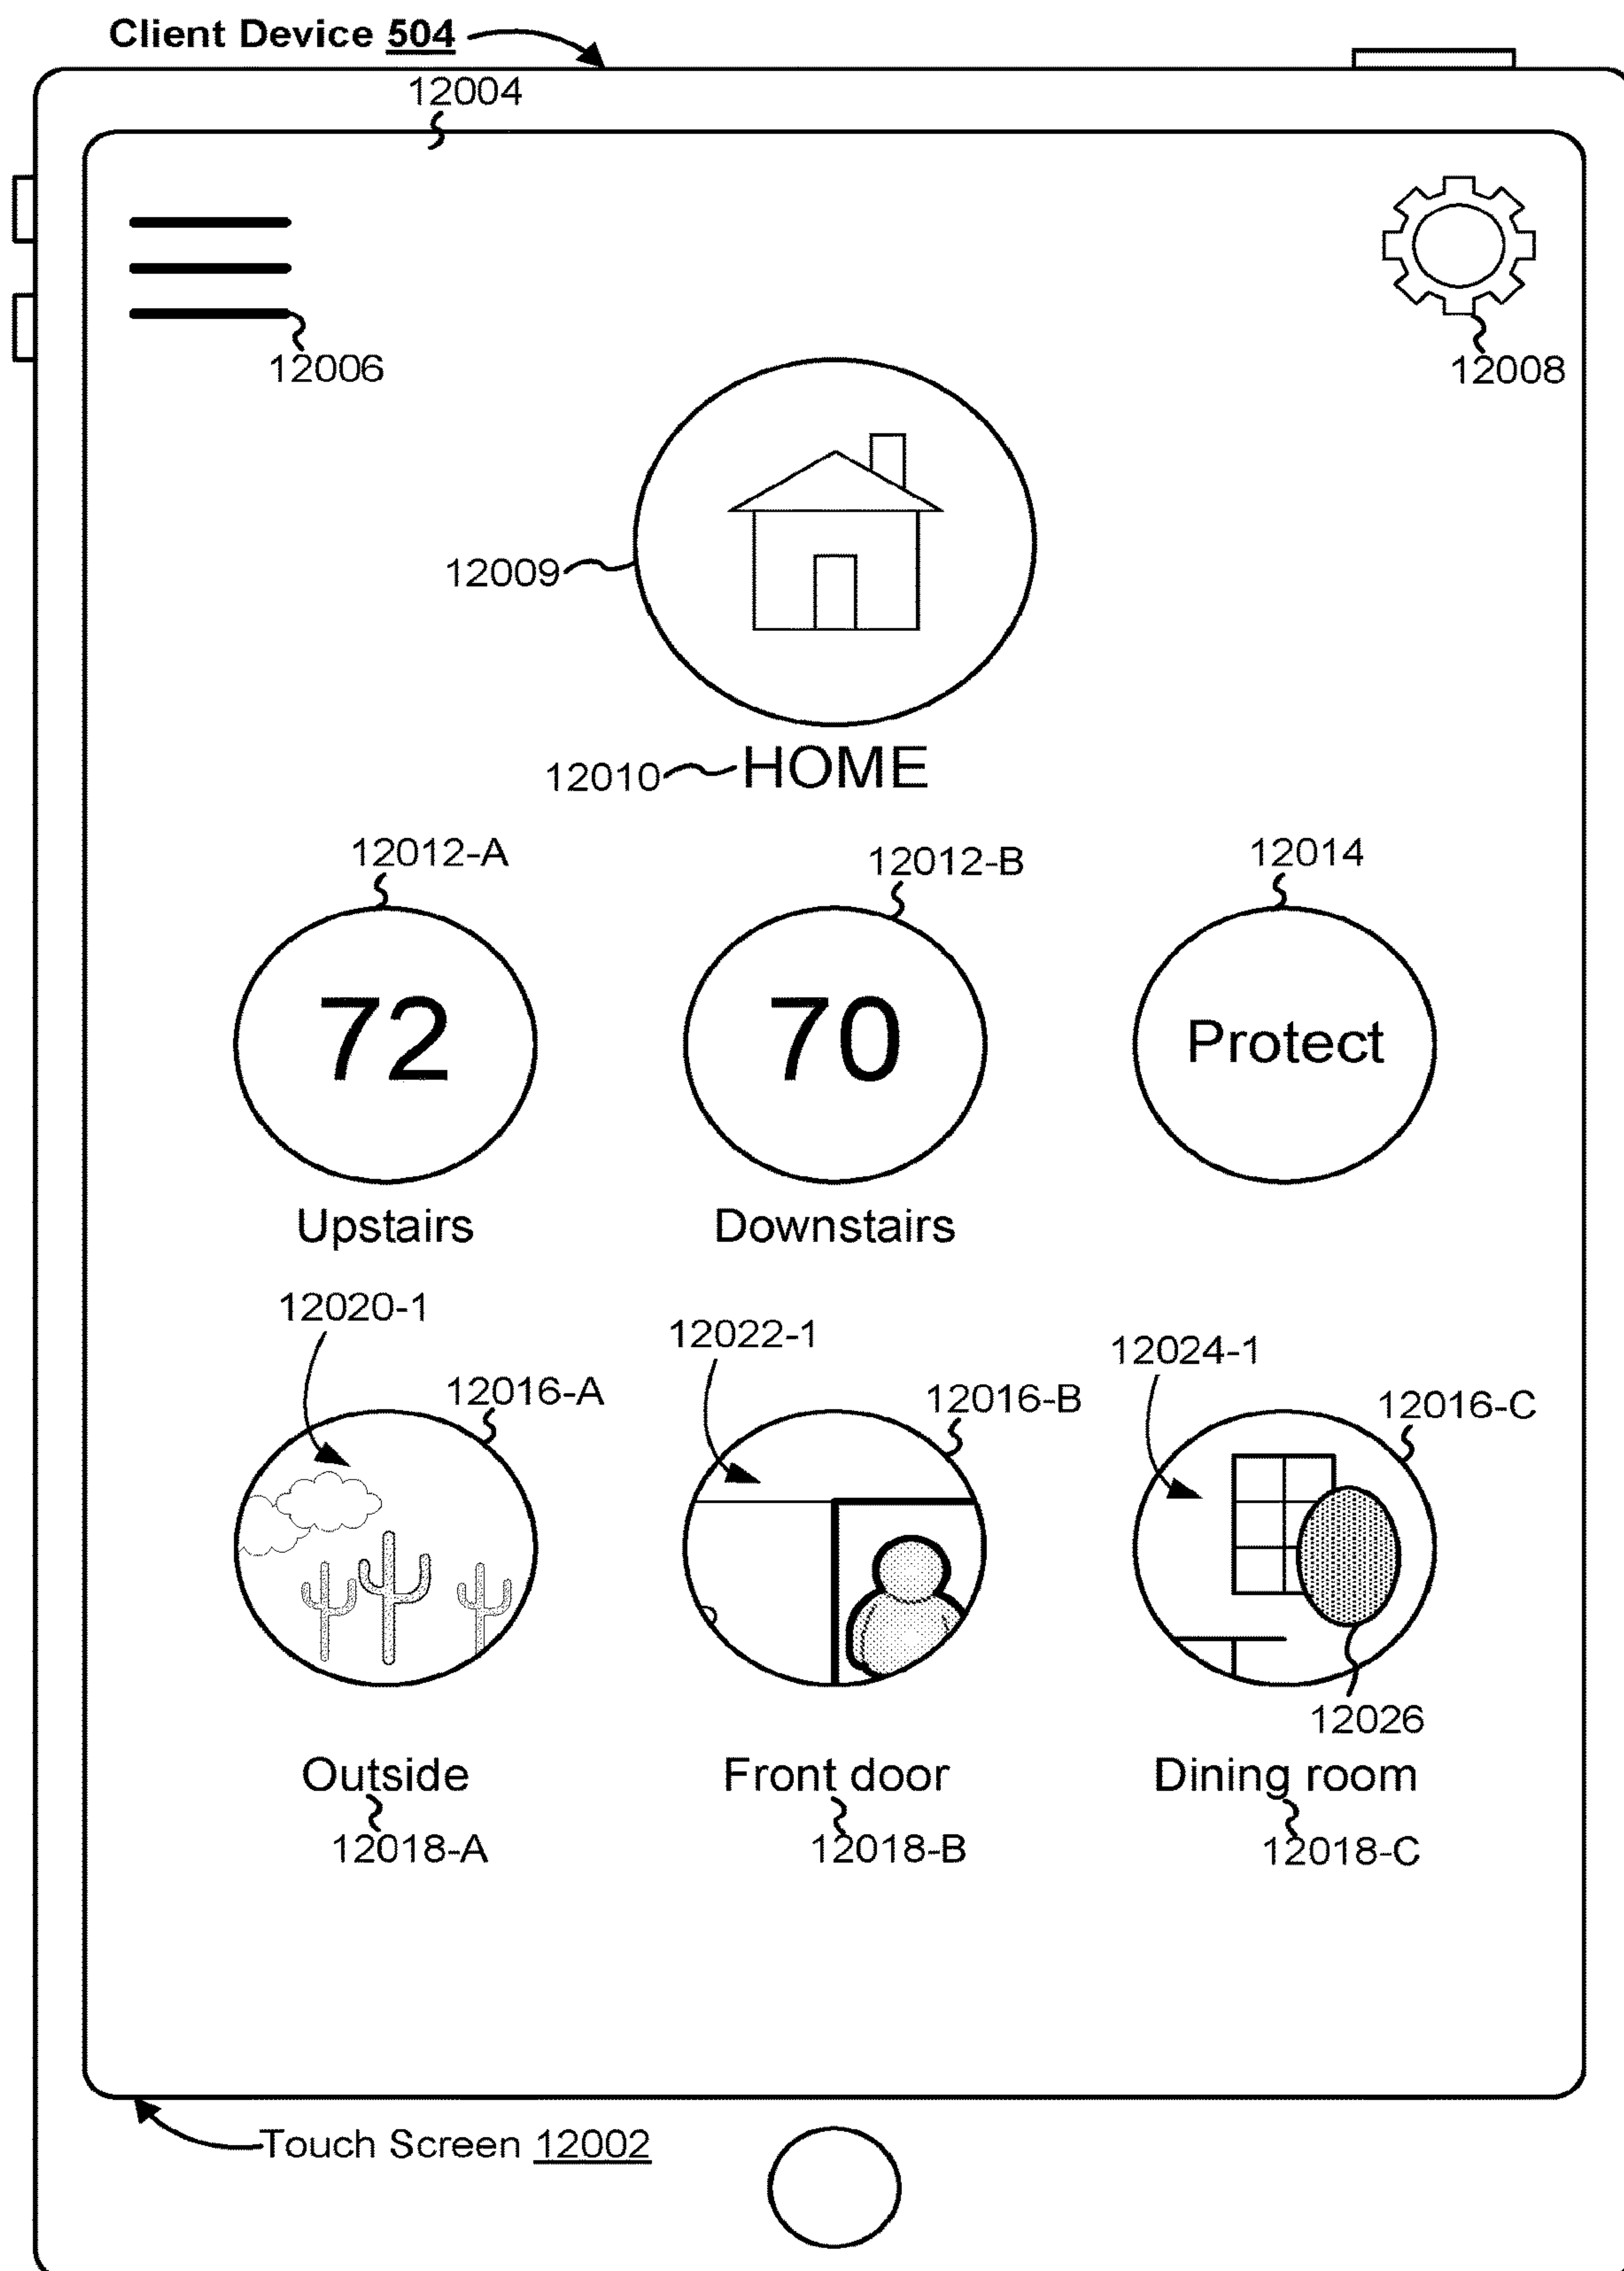 Client Device 504
12004
12006
12008
12009
12010 HOME
12012-A
12012-B
12014
72
70
Protect
Upstairs
Downstairs
12020-1
12022-1
12024-1
12016-A
12016-B
12016-C
12026
Outside
Front door
Dining room
12018-A
12018-B
12018-C
Touch Screen 12002